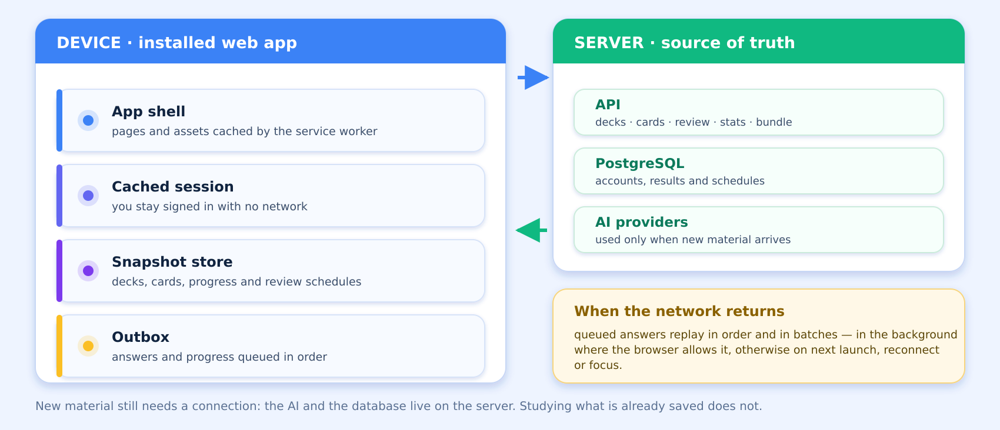 DEVICE · installed web app
App shell
pages and assets cached by the service worker
Cached session
you stay signed in with no network
Snapshot store
decks, cards, progress and review schedules
Outbox
answers and progress queued in order
SERVER · source of truth
API
decks · cards · review · stats · bundle
PostgreSQL
accounts, results and schedules
AI providers
used only when new material arrives
When the network returns
queued answers replay in order and in batches — in the background
where the browser allows it, otherwise on next launch, reconnect
or focus.
New material still needs a connection: the AI and the database live on the server. Studying what is already saved does not.